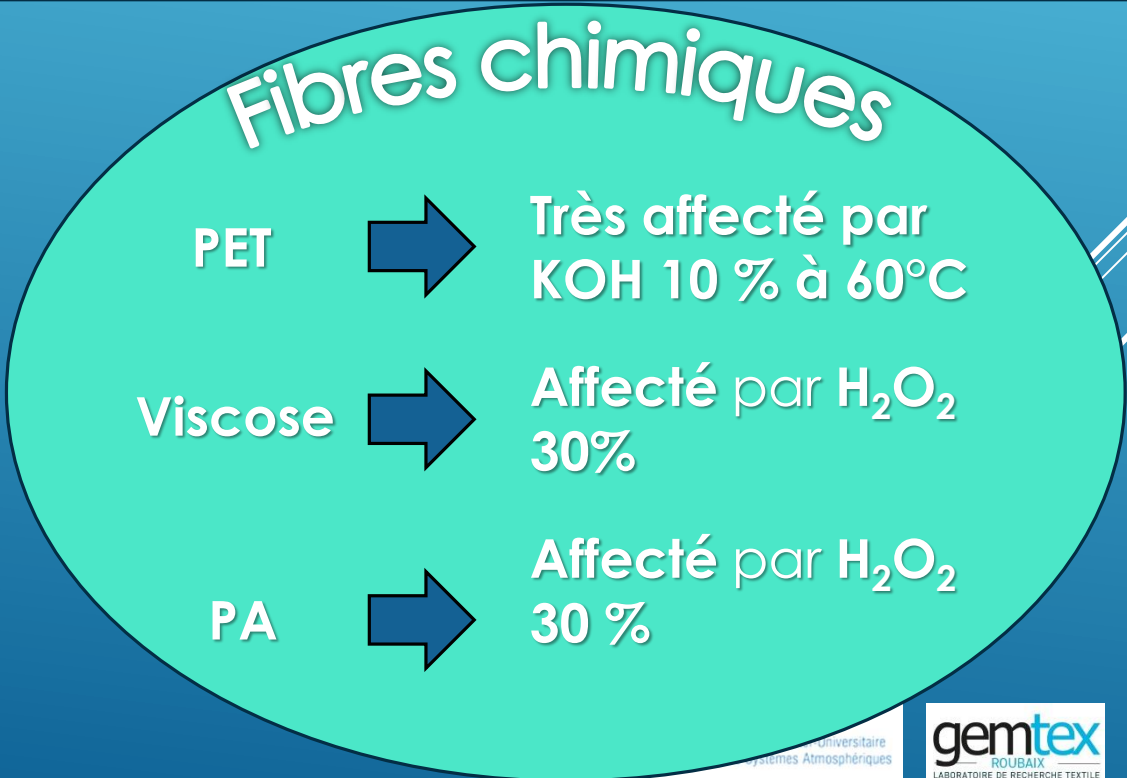 Fibres chimiques
PET
Très affecté par
KOH 10 % à 60°C
Viscose
Affecté par H₂O₂
30%
PA
Affecté par H₂O₂
30 %
Universitaire
Atmosphériques
gemtex
ROUBAIX
LABORATOIRE DE RECHERCHE TEXTILE